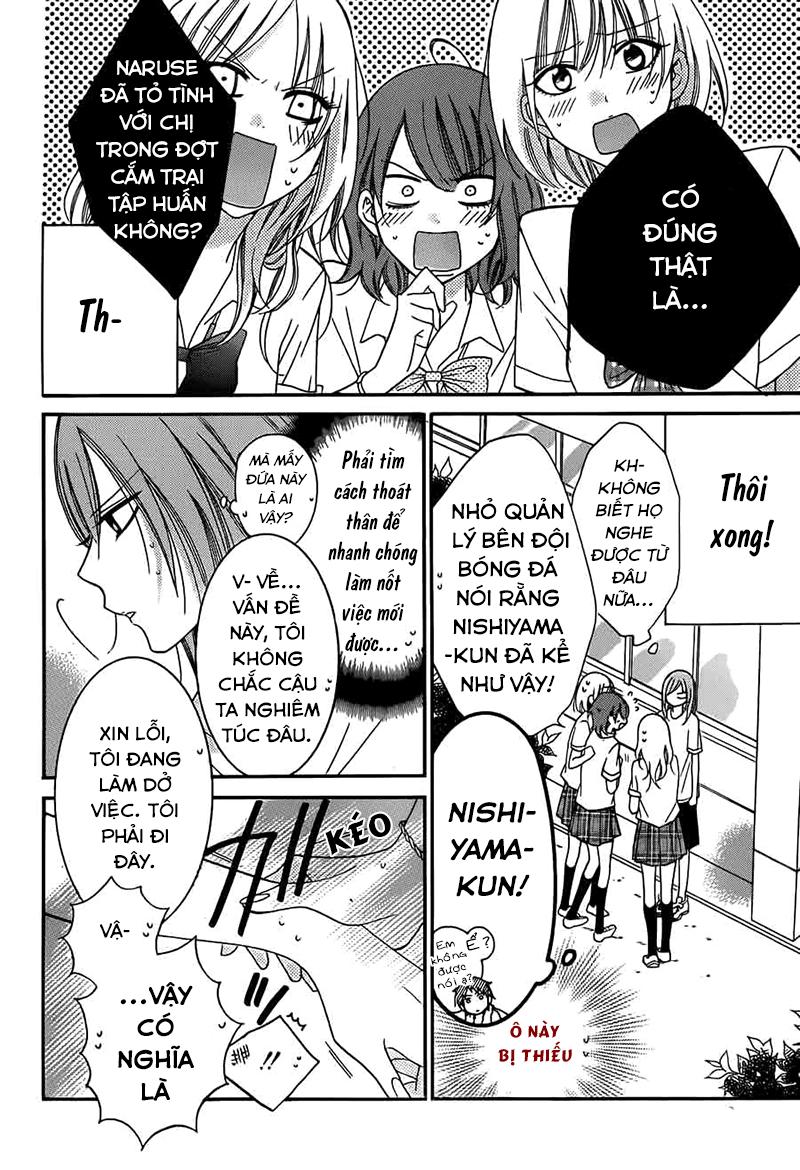 CÓ
ĐÚNG
THẬT
LÀ...
NARUSE
ĐÃ TỎ TÌNH
VỚI CHỊ
TRONG ĐỢT
CẮM TRẠI
TẬP HUẤN
KHÔNG?
Th-
Thôi
xong!
KH-
KHÔNG
BIẾT HỌ
NGHE
ĐƯỢC TỪ
ĐÂU
NỮA...
NHỎ QUẢN
LÝ BÊN ĐỘI
BÓNG ĐÁ
NÓI RẰNG
NISHIYAMA
-KUN ĐÃ KỂ
NHƯ VẬY!
NISHI-
YAMA-
KUN!
Ể?
Em
không
được
nói ạ?
Ô NÀY
BỊ THIẾU
Phải tìm
cách thoát
thân để
nhanh chóng
làm nốt
việc mới
được...
MÀ MẤY
ĐỨA NÀY
LÀ AI
VẬY?
V- VỀ...
VẤN ĐỀ
NÀY, TÔI
KHÔNG
CHẮC CẬU
TA NGHIÊM
TÚC ĐÂU.
XIN LỖI,
TÔI ĐANG
LÀM DỞ
VIỆC. TÔI
PHẢI ĐI
ĐÂY.
KÉO
ガシ
VẬ-
...VẬY
CÓ
NGHĨA
LÀ
!!